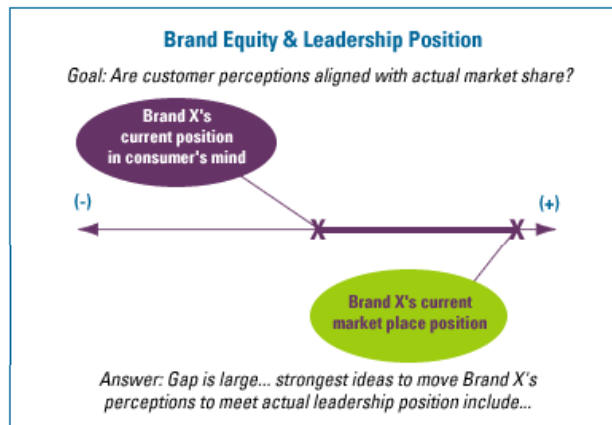 Brand Equity & Leadership Position
Goal: Are customer perceptions aligned with actual market share?
Brand X's
current position
in consumer's mind
(-)
(+)
X
X
Brand X's current
market place position
Answer: Gap is large... strongest ideas to move Brand X's
perceptions to meet actual leadership position include...